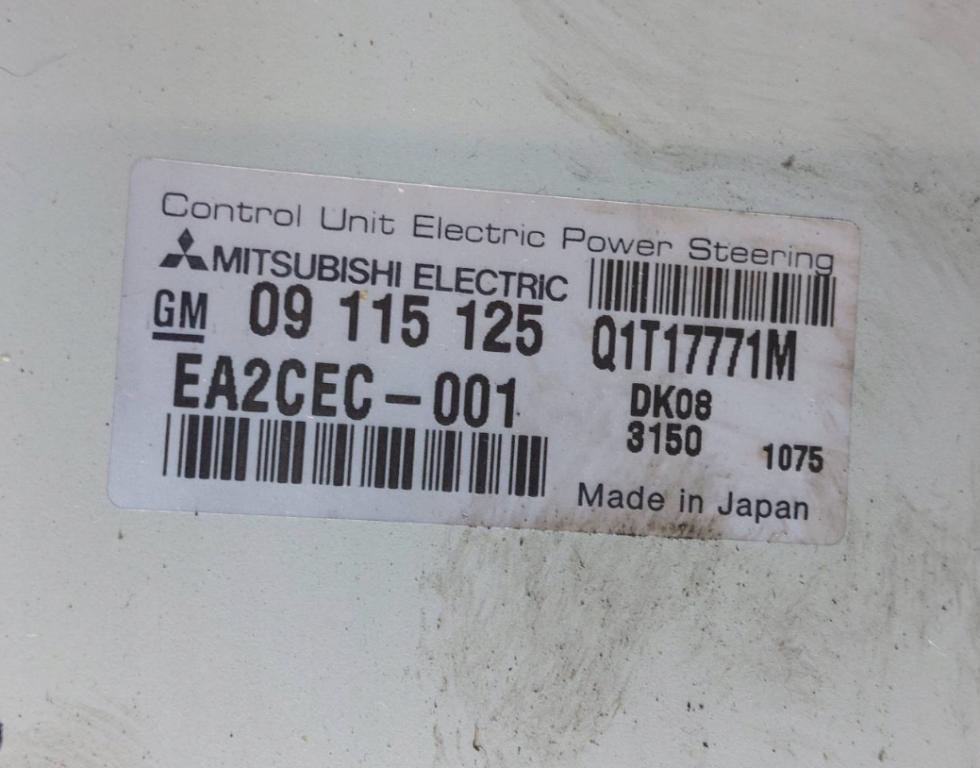 Control Unit Electric Power Steering
MITSUBISHI ELECTRIC
GM 09 115 125
Q1T17771M
EA2CEC-001
DK08
3150 1075
Made in Japan